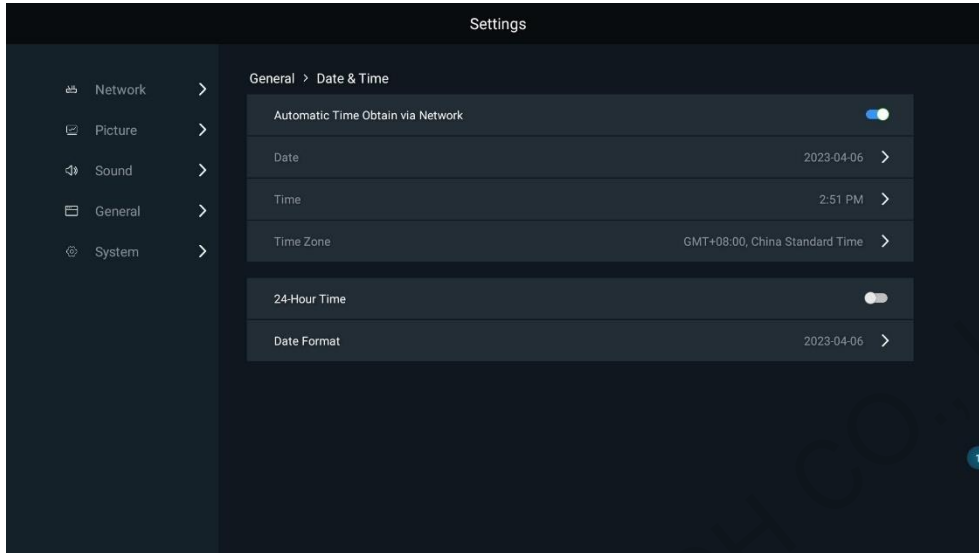 Settings
Network
Picture
Sound
General
System
General > Date & Time
Automatic Time Obtain via Network
Date 2023-04-06
Time 2:51 PM
Time Zone GMT+08:00, China Standard Time
24-Hour Time
Date Format 2023-04-06